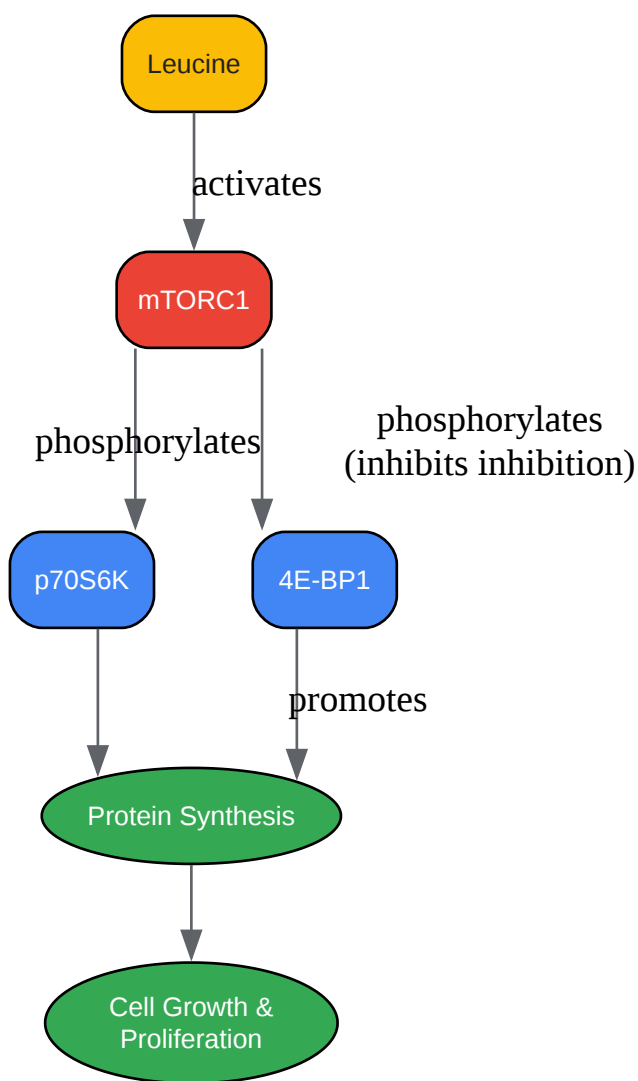 Leucine
activates
mTORC1
phosphorylates
phosphorylates
(inhibits inhibition)
p70S6K
4E-BP1
promotes
Protein Synthesis
Cell Growth &
Proliferation